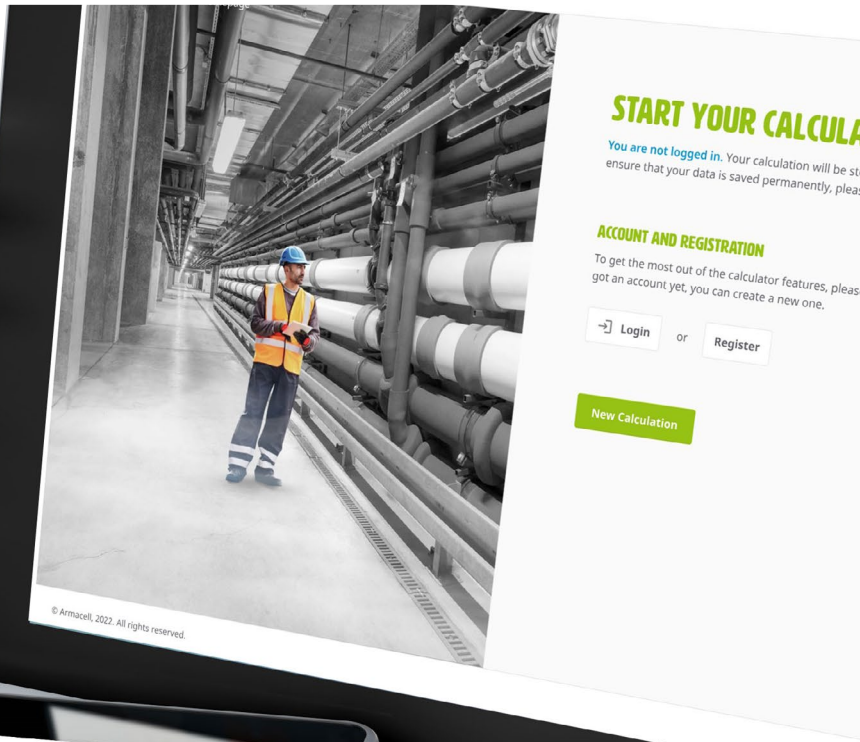 START YOUR CALCULA
You are not logged in. Your calculation will be sto
ensure that your data is saved permanently, pleas
ACCOUNT AND REGISTRATION
To get the most out of the calculator features, please
got an account yet, you can create a new one.
Login or Register
New Calculation
© Armacell, 2022. All rights reserved.